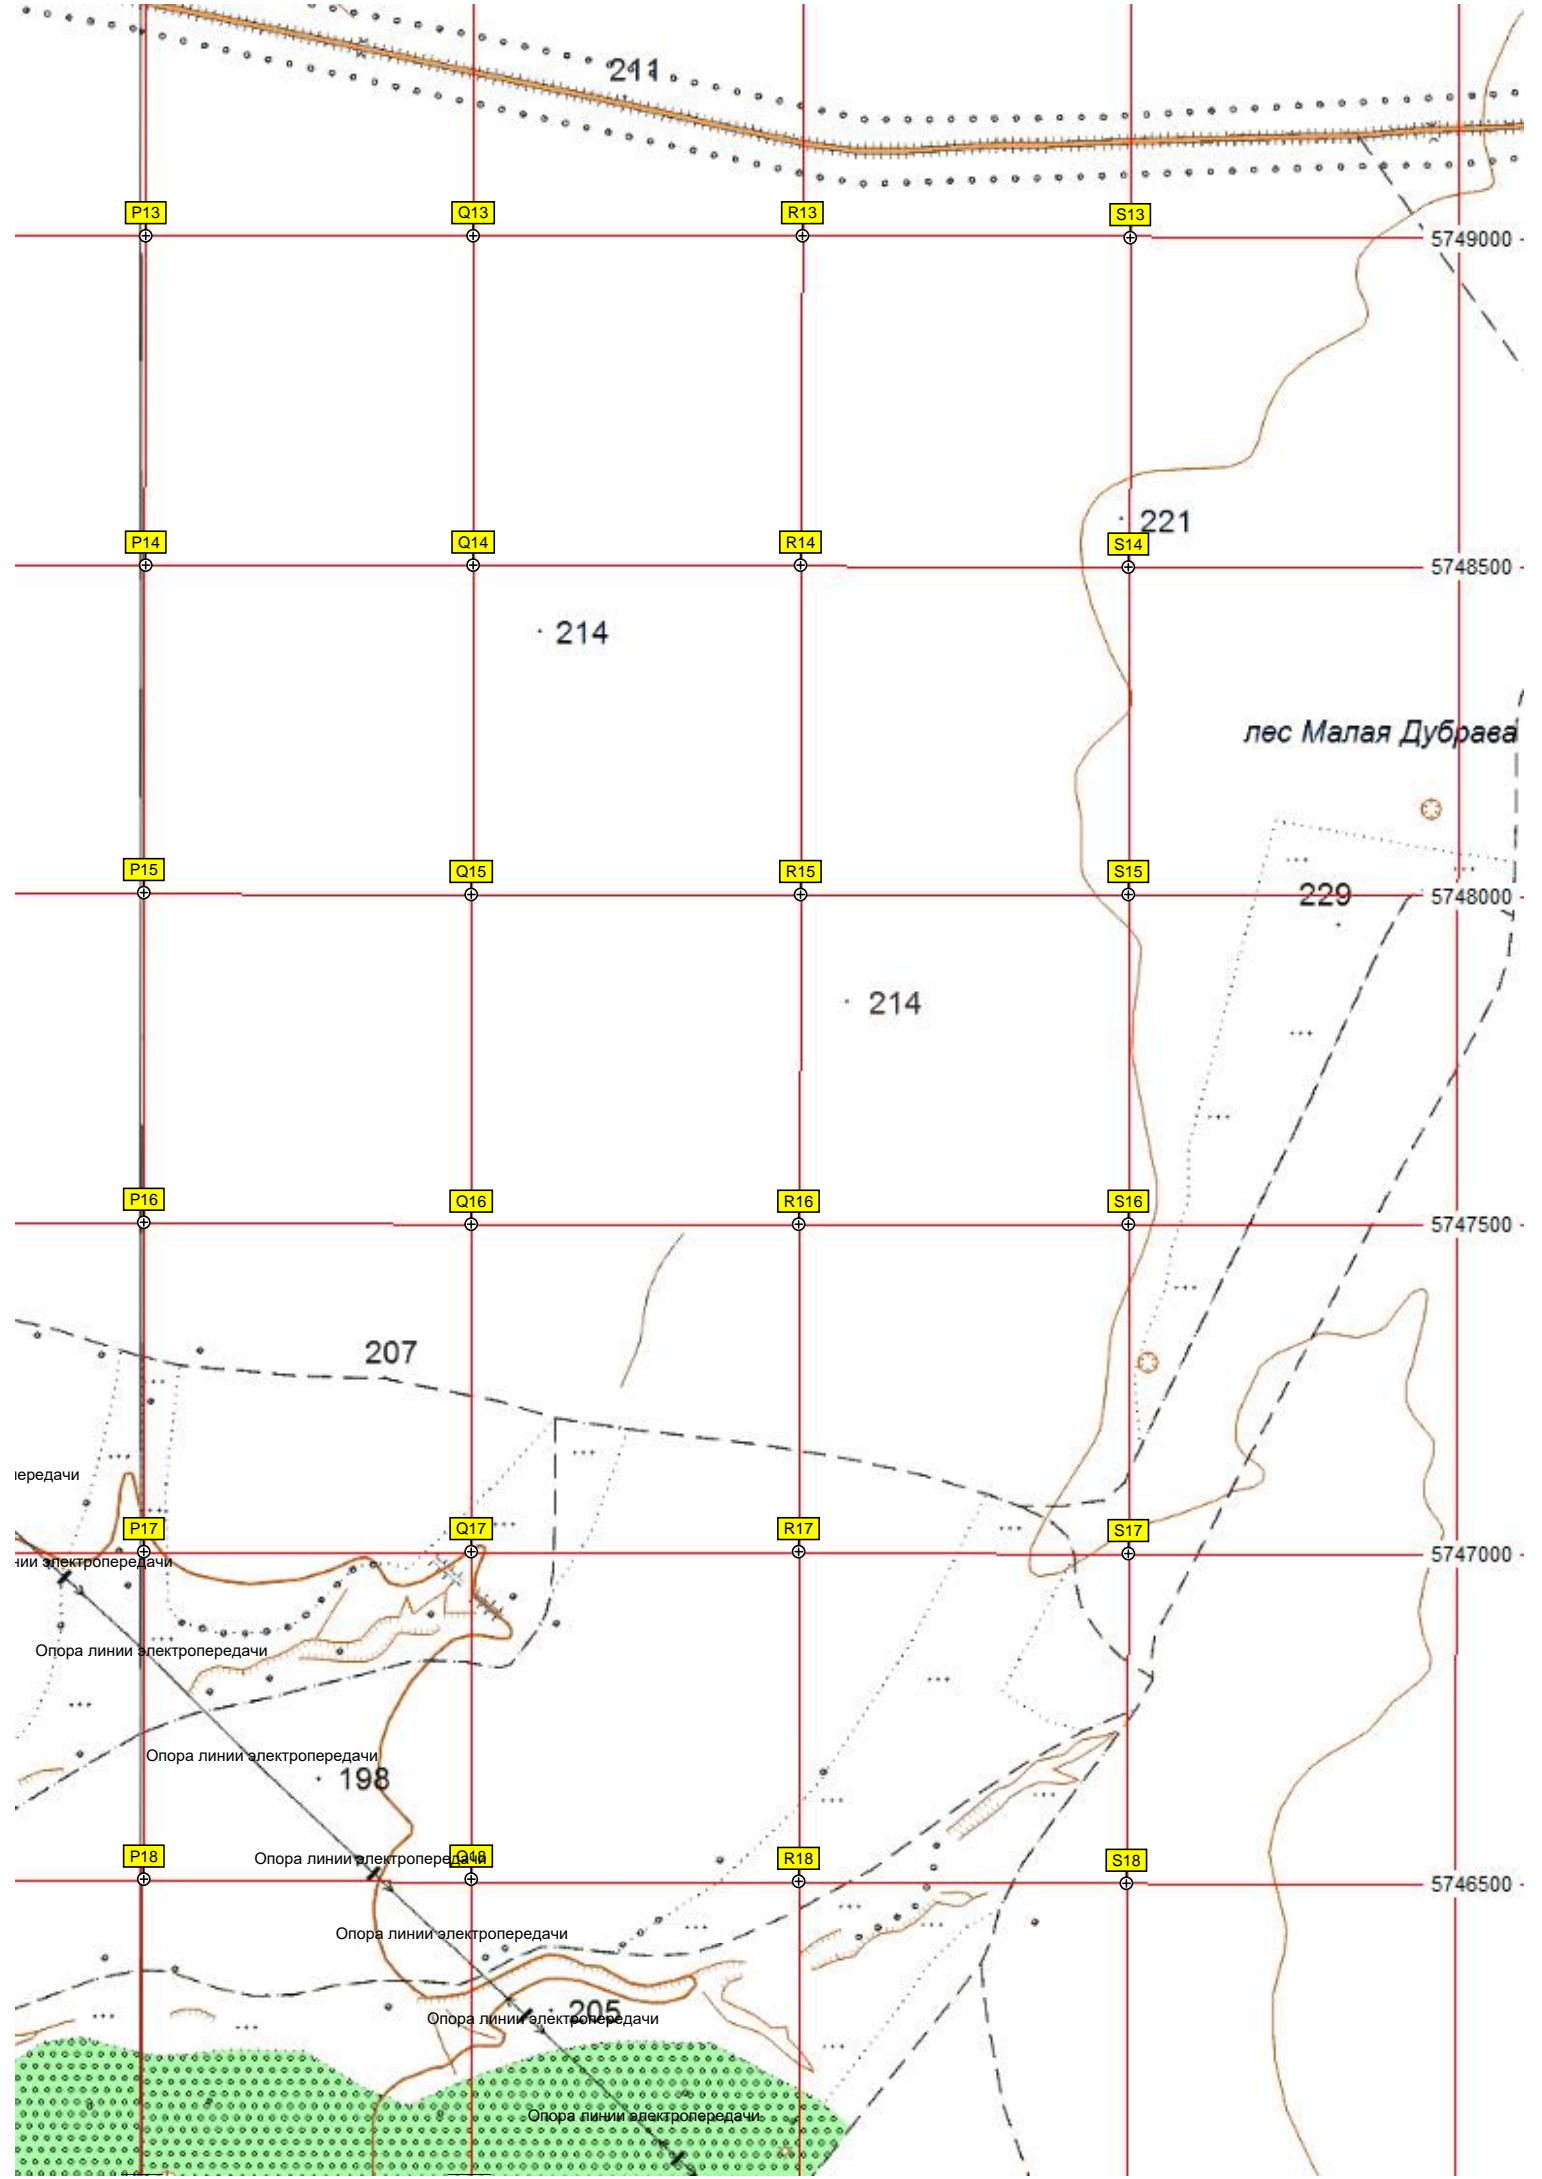 211
P13 Q13 R13 S13
5749000
221
P14 Q14 R14 S14
5748500
214
лес Малая Дубрава
P15 Q15 R15 S15
229
5748000
214
P16 Q16 R16 S16
5747500
207
передачи
P17 Q17 R17 S17
5747000
нии электропередачи
Опора линии электропередачи
Опора линии электропередачи
198
P18 Q18 R18 S18
Опора линии электропередачи
5746500
Опора линии электропередачи
205
Опора линии электропередачи
Опора линии электропередачи